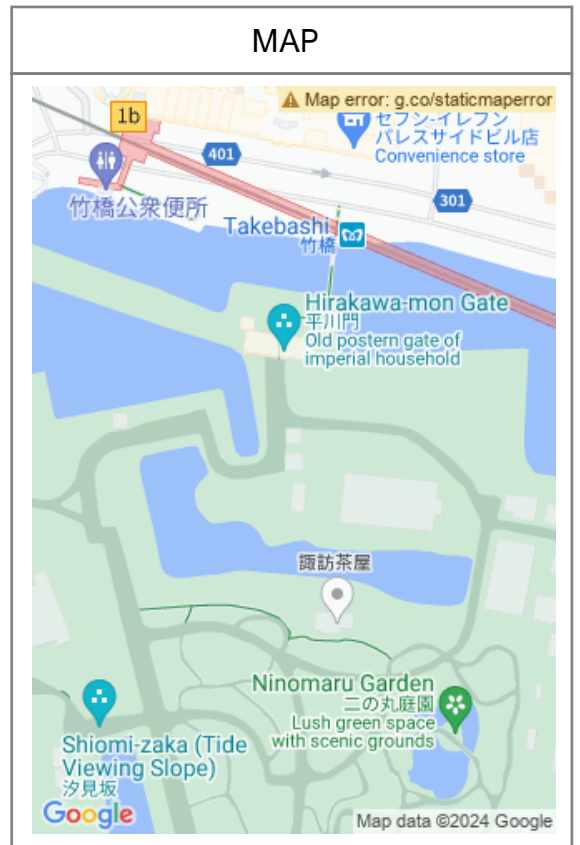 MAP
Map error: g.co/staticmaperror
1b
セブン-イレブン
パレスサイドビル店
Convenience store
401
301
竹橋公衆便所
Takebashi
竹橋
Hirakawa-mon Gate
平川門
Old postern gate of
imperial household
諏訪茶屋
Ninomaru Garden
二の丸庭園
Lush green space
with scenic grounds
Shiomi-zaka (Tide
Viewing Slope)
汐見坂
Google
Map data ©2024 Google